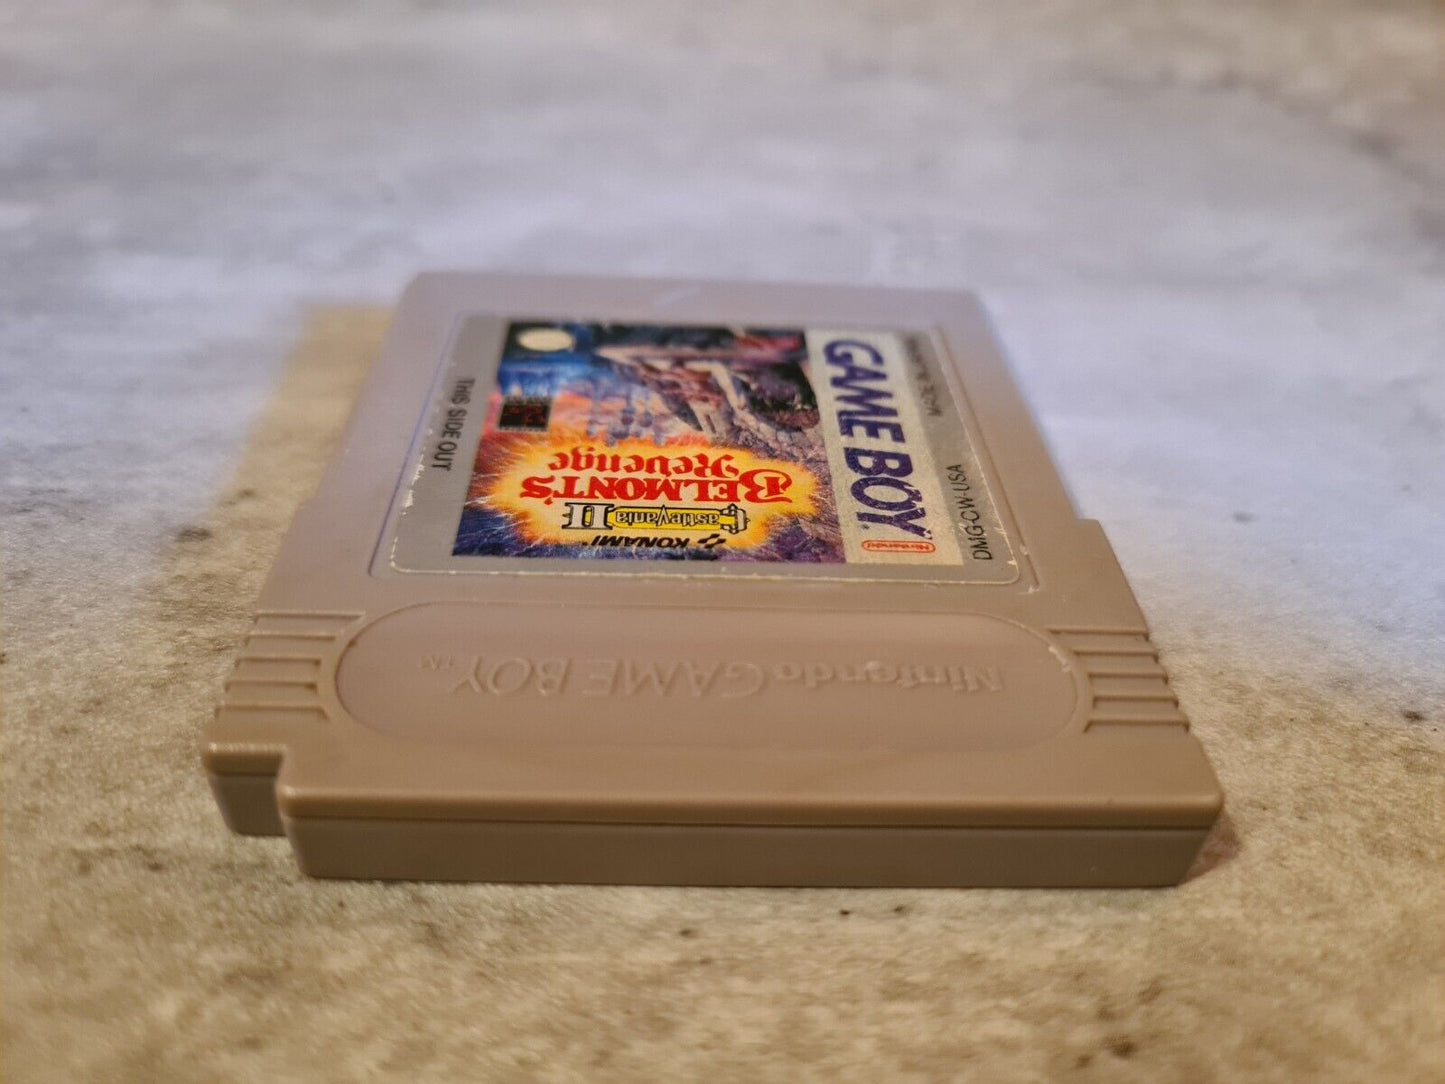 Nintendo GAME BOY™
Nintendo
GAME BOY
KONAMI
Castlevania II
BELMONT'S
Revenge
THIS SIDE OUT
DMG-CW-USA
MADE IN